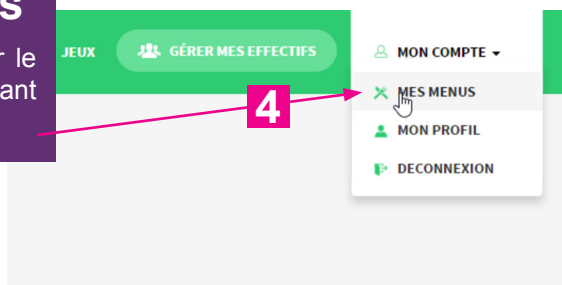 s
r le
ant
JEUX
GÉRER MES EFFECTIFS
MON COMPTE
4
MES MENUS
MON PROFIL
DECONNEXION